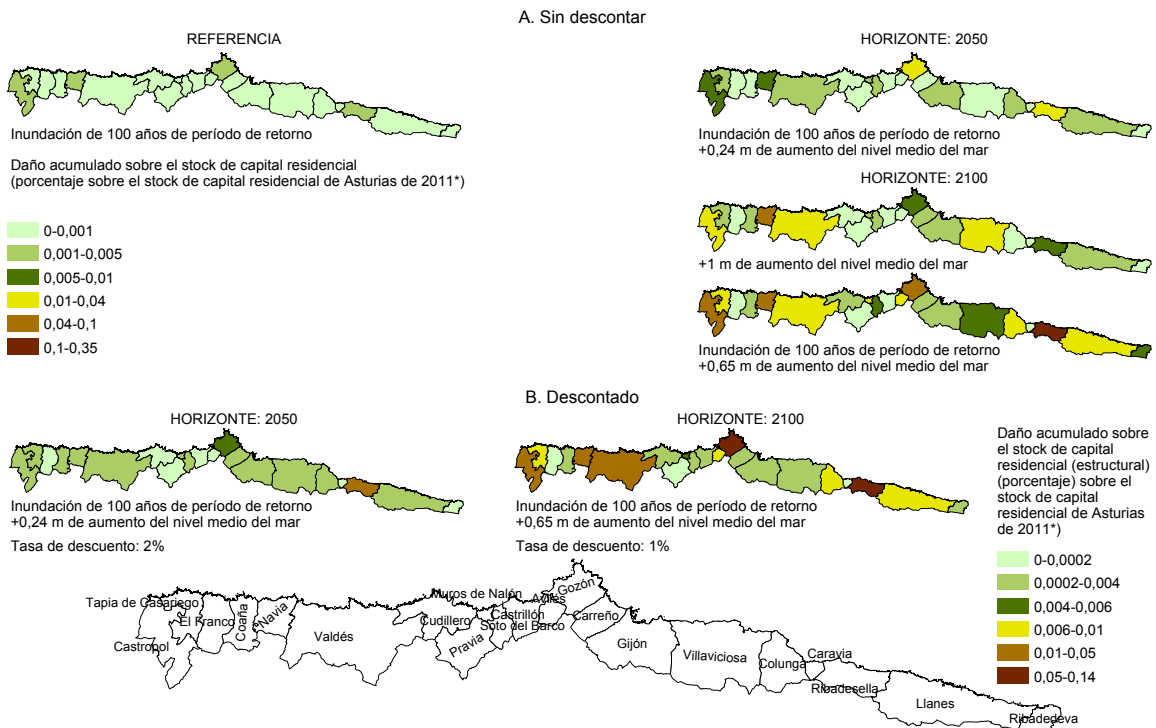 A. Sin descontar
REFERENCIA
Inundación de 100 años de período de retorno
Daño acumulado sobre el stock de capital residencial
(porcentaje sobre el stock de capital residencial de Asturias de 2011*)
0-0,001
0,001-0,005
0,005-0,01
0,01-0,04
0,04-0,1
0,1-0,35
HORIZONTE: 2050
Inundación de 100 años de período de retorno
+0,24 m de aumento del nivel medio del mar
HORIZONTE: 2100
+1 m de aumento del nivel medio del mar
Inundación de 100 años de período de retorno
+0,65 m de aumento del nivel medio del mar
B. Descontado
HORIZONTE: 2050
Inundación de 100 años de período de retorno
+0,24 m de aumento del nivel medio del mar
Tasa de descuento: 2%
HORIZONTE: 2100
Inundación de 100 años de período de retorno
+0,65 m de aumento del nivel medio del mar
Tasa de descuento: 1%
Daño acumulado sobre
el stock de capital
residencial (estructural)
(porcentaje) sobre el
stock de capital
residencial de Asturias
de 2011*)
0-0,0002
0,0002-0,004
0,004-0,006
0,006-0,01
0,01-0,05
0,05-0,14
Tapia de Casariego
Castropol
El Franco
Coaña
Navia
Valdés
Cudillero
Muros de Nalón
Pravia
Soto del Barco
Castrillón
Avilés
Gozón
Carreño
Gijón
Villaviciosa
Colunga
Caravia
Ribadesella
Llanes
Ribadedeva